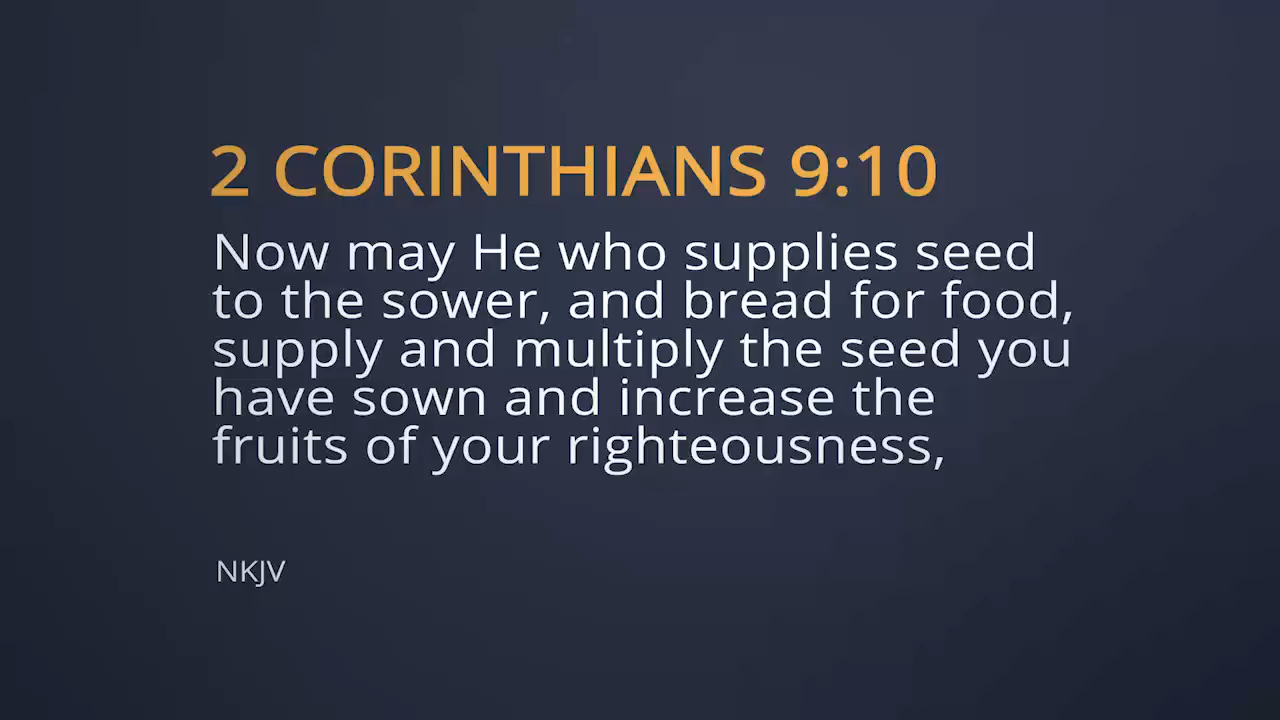 2 CORINTHIANS 9:10
Now may He who supplies seed
to the sower, and bread for food,
supply and multiply the seed you
have sown and increase the
fruits of your righteousness,
NKJV